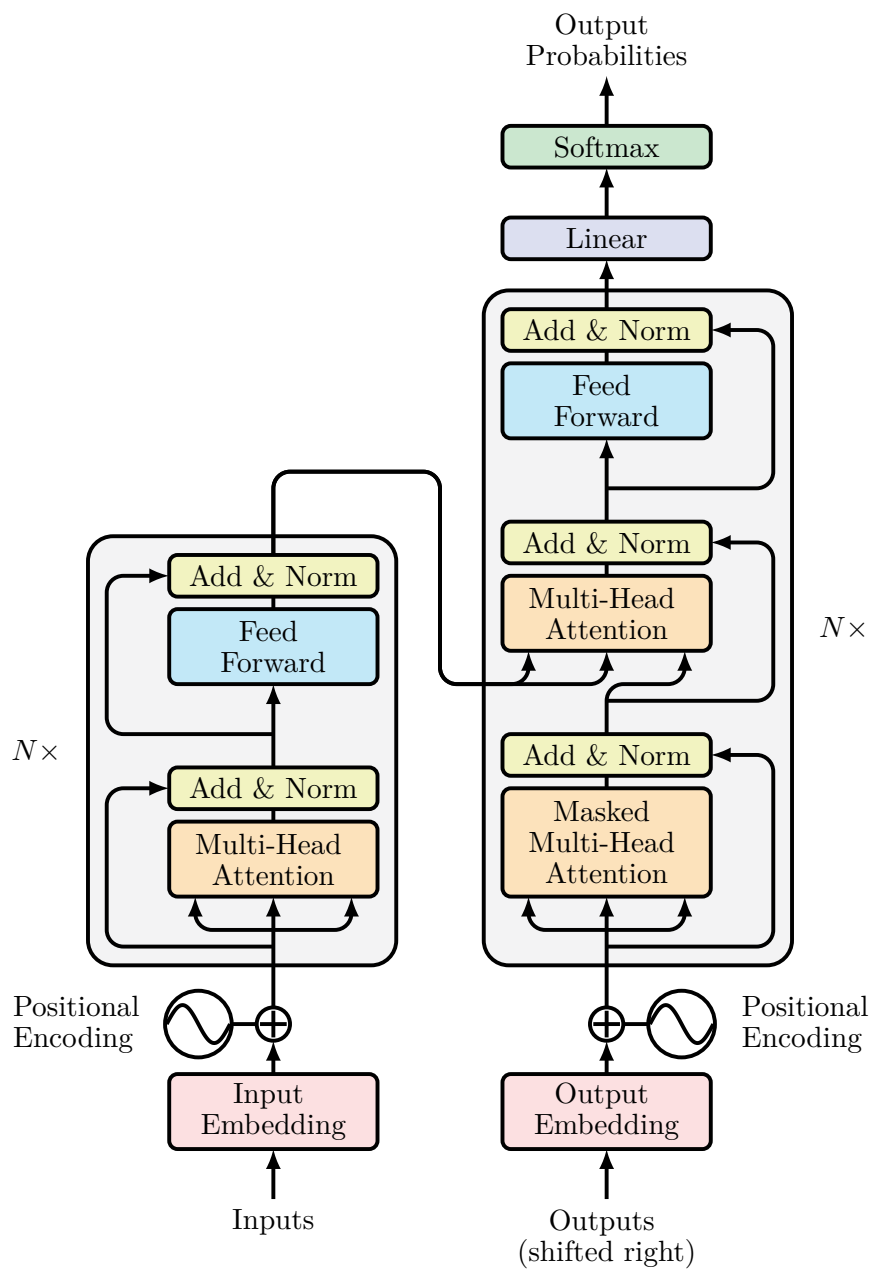 Output
Probabilities
Softmax
Linear
Add & Norm
Feed
Forward
Add & Norm
Multi-Head
Attention
Add & Norm
Masked
Multi-Head
Attention
N×
Add & Norm
Feed
Forward
Add & Norm
Multi-Head
Attention
N×
Positional
Encoding
Positional
Encoding
Input
Embedding
Output
Embedding
Inputs
Outputs
(shifted right)